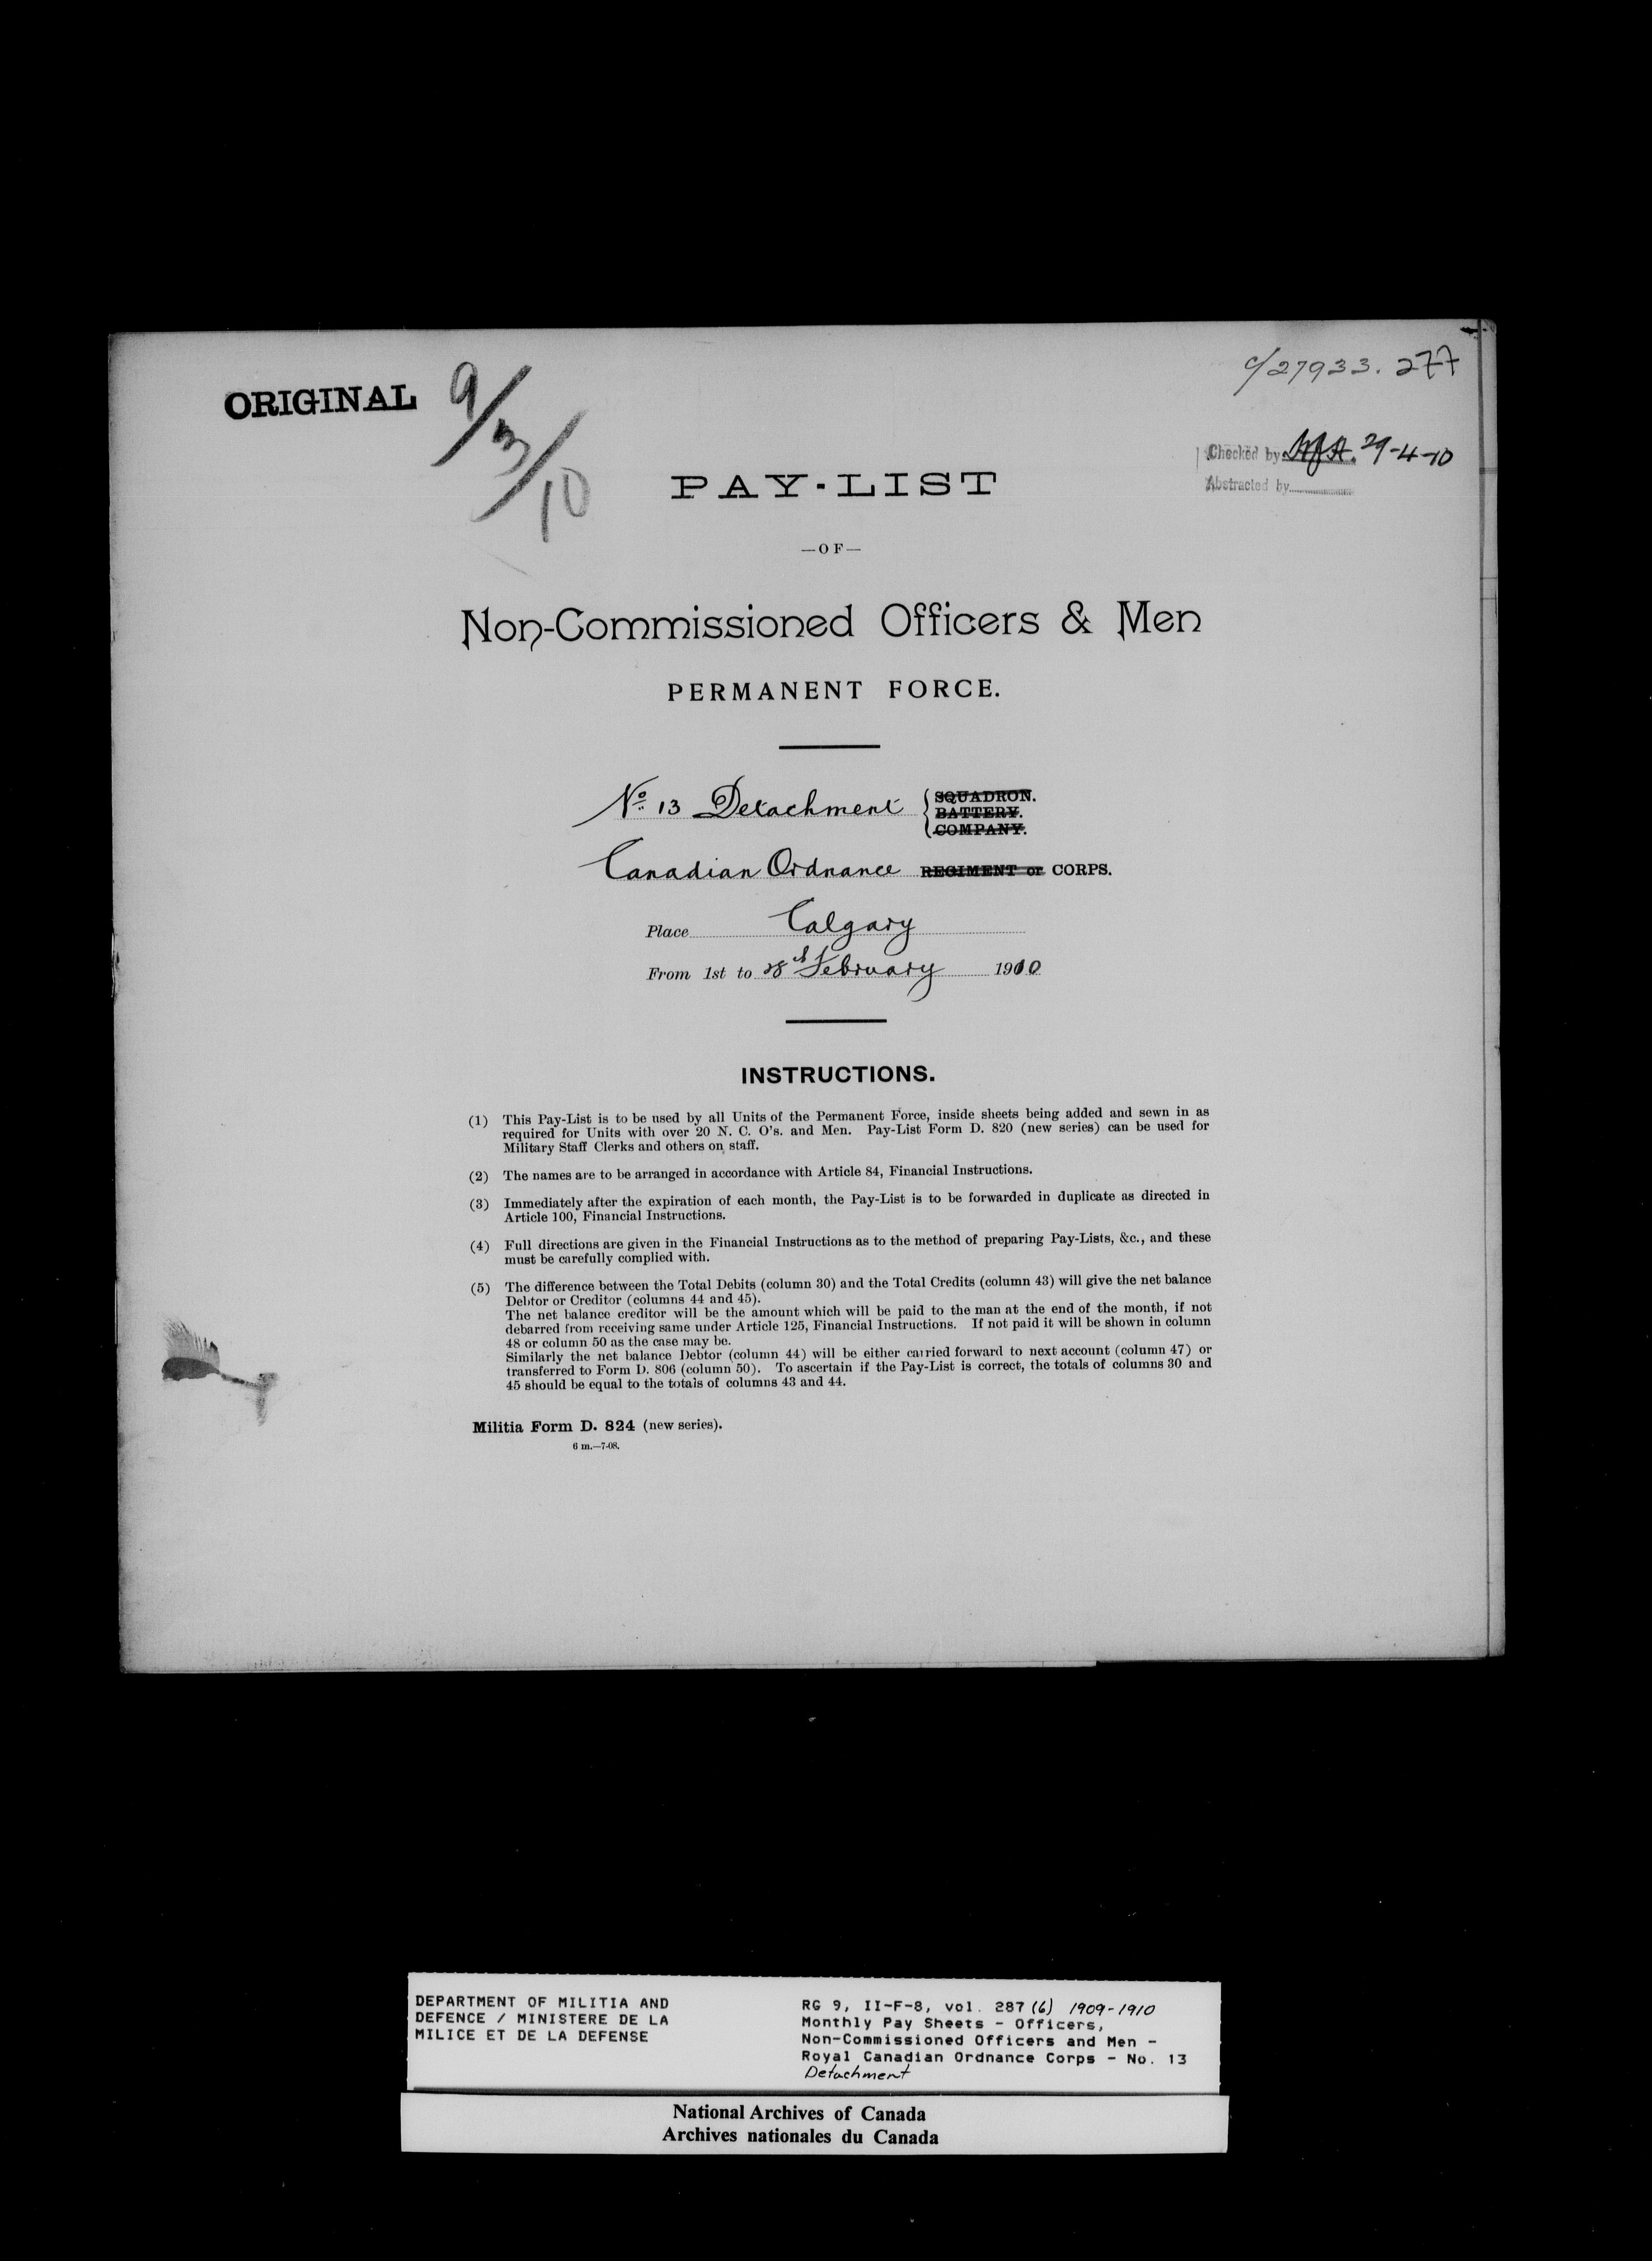 ORIGINAL
9/3/10
c/27933. 277
Checked by 29-4-10
Abstracted by
PAY-LIST
—OF—
Non-Commissioned Officers & Men
PERMANENT FORCE.
No 13 Detachment { SQUADRON.
BATTERY.
COMPANY.
Canadian Ordnance REGIMENT or CORPS.
Place Calgary
From 1st to 28th February 1910
INSTRUCTIONS.
(1) This Pay-List is to be used by all Units of the Permanent Force, inside sheets being added and sewn in as
required for Units with over 20 N. C. O's. and Men. Pay-List Form D. 820 (new series) can be used for
Military Staff Clerks and others on staff.
(2) The names are to be arranged in accordance with Article 84, Financial Instructions.
(3) Immediately after the expiration of each month, the Pay-List is to be forwarded in duplicate as directed in
Article 100, Financial Instructions.
(4) Full directions are given in the Financial Instructions as to the method of preparing Pay-Lists, &c., and these
must be carefully complied with.
(5) The difference between the Total Debits (column 30) and the Total Credits (column 43) will give the net balance
Debtor or Creditor (columns 44 and 45).
The net balance creditor will be the amount which will be paid to the man at the end of the month, if not
debarred from receiving same under Article 125, Financial Instructions. If not paid it will be shown in column
48 or column 50 as the case may be.
Similarly the net balance Debtor (column 44) will be either carried forward to next account (column 47) or
transferred to Form D. 806 (column 50). To ascertain if the Pay-List is correct, the totals of columns 30 and
45 should be equal to the totals of columns 43 and 44.
Militia Form D. 824 (new series).
6 m.—7-08.
DEPARTMENT OF MILITIA AND
DEFENCE / MINISTERE DE LA
MILICE ET DE LA DEFENSE
RG 9, II-F-8, vol. 287 (6) 1909-1910
Monthly Pay Sheets - Officers,
Non-Commissioned Officers and Men -
Royal Canadian Ordnance Corps - No. 13
Detachment
National Archives of Canada
Archives nationales du Canada